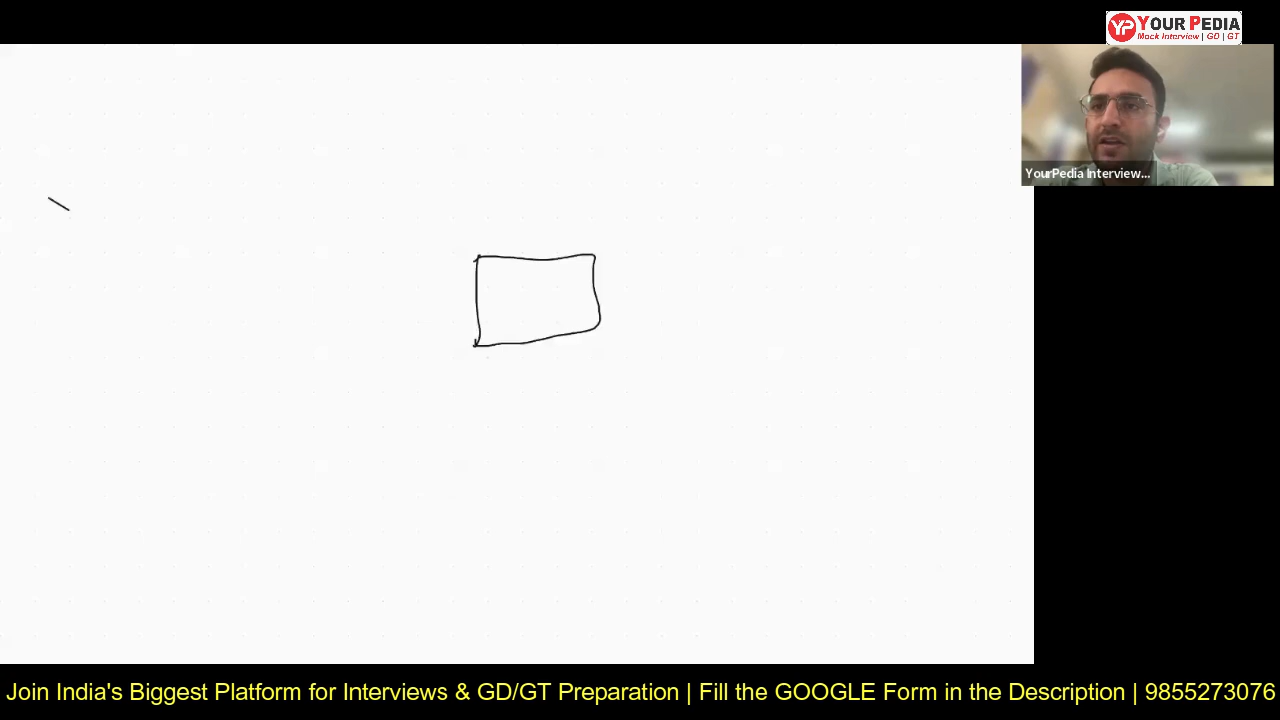 YOUR PEDIA
Mock Interview | GD | GT
YourPedia Interview...
Join India's Biggest Platform for Interviews & GD/GT Preparation | Fill the GOOGLE Form in the Description | 9855273076